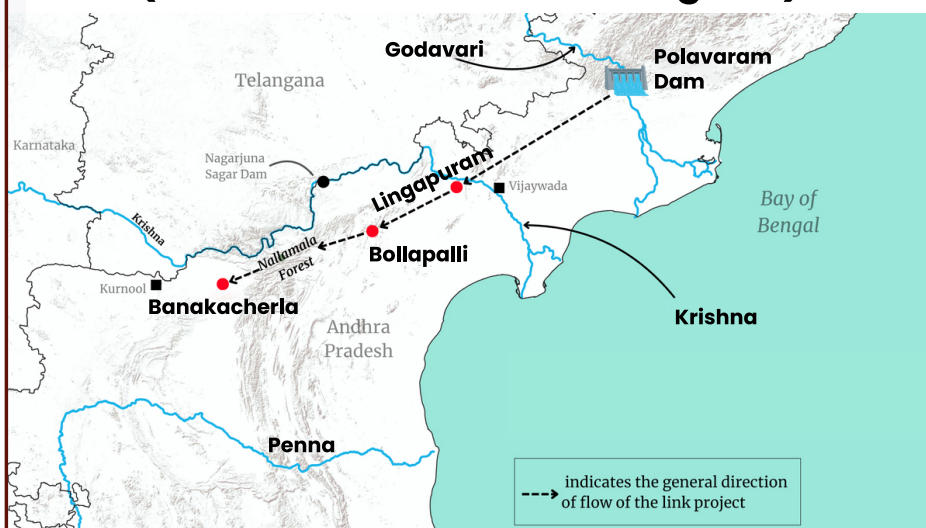 Godavari
Polavaram
Dam
Telangana
Karnataka
Nagarjuna
Sagar Dam
Lingapuram
Vijaywada
Bay of
Bengal
Krishna
Bollapalli
Nallamala
Forest
Kurnool
Banakacherla
Krishna
Andhra
Pradesh
Penna
indicates the general direction
of flow of the link project